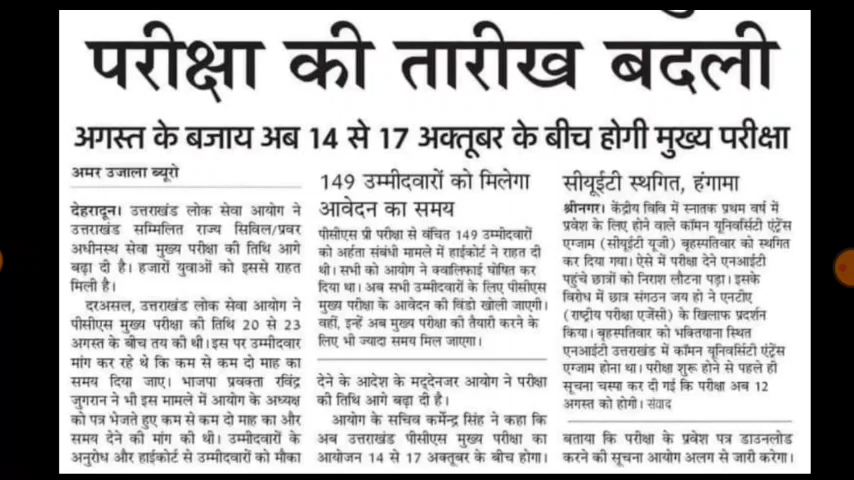 परीक्षा की तारीख बदली
अगस्त के बजाय अब 14 से 17 अक्तूबर के बीच होगी मुख्य परीक्षा
अमर उजाला ब्यूरो
देहरादून। उत्तराखंड लोक सेवा आयोग ने
उत्तराखंड सम्मिलित राज्य सिविल/प्रवर
अधीनस्थ सेवा मुख्य परीक्षा की तिथि आगे
बढ़ा दी है। हजारों युवाओं को इससे राहत
मिली है।
दरअसल, उत्तराखंड लोक सेवा आयोग ने
पीसीएस मुख्य परीक्षा की तिथि 20 से 23
अगस्त के बीच तय की थी। इस पर उम्मीदवार
मांग कर रहे थे कि कम से कम दो माह का
समय दिया जाए। भाजपा प्रवक्ता रविंद्र
जुगरान ने भी इस मामले में आयोग के अध्यक्ष
को पत्र भेजते हुए कम से कम दो माह का और
समय देने की मांग की थी। उम्मीदवारों के
अनुरोध और हाईकोर्ट से उम्मीदवारों को मौका
149 उम्मीदवारों को मिलेगा
आवेदन का समय
पीसीएस प्री परीक्षा से वंचित 149 उम्मीदवारों
को अर्हता संबंधी मामले में हाईकोर्ट ने राहत दी
थी। सभी को आयोग ने क्वालिफाई घोषित कर
दिया था। अब सभी उम्मीदवारों के लिए पीसीएस
मुख्य परीक्षा के आवेदन की विंडो खोली जाएगी।
वहीं, इन्हें अब मुख्य परीक्षा की तैयारी करने के
लिए भी ज्यादा समय मिल जाएगा।
देने के आदेश के मद्देनजर आयोग ने परीक्षा
की तिथि आगे बढ़ा दी है।
आयोग के सचिव कर्मेन्द्र सिंह ने कहा कि
अब उत्तराखंड पीसीएस मुख्य परीक्षा का
आयोजन 14 से 17 अक्तूबर के बीच होगा।
सीयूईटी स्थगित, हंगामा
श्रीनगर। केंद्रीय विवि में स्नातक प्रथम वर्ष में
प्रवेश के लिए होने वाले कॉमन यूनिवर्सिटी एंट्रेंस
एग्जाम (सीयूईटी यूजी) बृहस्पतिवार को स्थगित
कर दिया गया। ऐसे में परीक्षा देने एनआईटी
पहुंचे छात्रों को निराश लौटना पड़ा। इसके
विरोध में छात्र संगठन जय हो ने एनटीए
(राष्ट्रीय परीक्षा एजेंसी) के खिलाफ प्रदर्शन
किया। बृहस्पतिवार को भक्तियाना स्थित
एनआईटी उत्तराखंड में कॉमन यूनिवर्सिटी एंट्रेंस
एग्जाम होना था। परीक्षा शुरू होने से पहले ही
सूचना चस्पा कर दी गई कि परीक्षा अब 12
अगस्त को होगी। संवाद
बताया कि परीक्षा के प्रवेश पत्र डाउनलोड
करने की सूचना आयोग अलग से जारी करेगा।